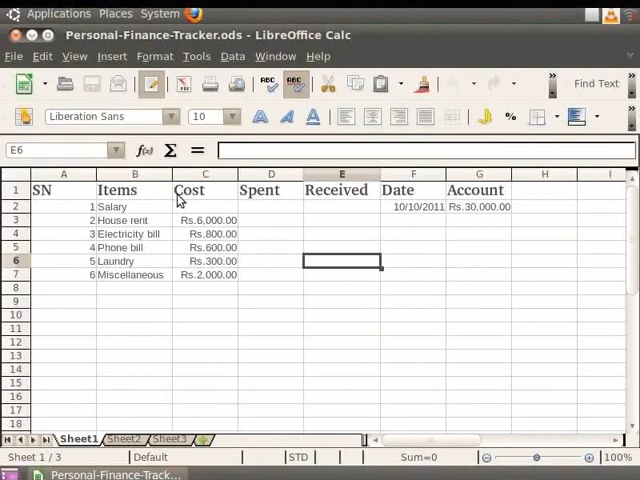 Applications Places System
Personal-Finance-Tracker.ods - LibreOffice Calc
File Edit View Insert Format Tools Data Window Help
ABC ABC Find Text
Liberation Sans 10 A A A %
E6 f(x) Σ =
A B C D E F G H I
1 SN Items Cost Spent Received Date Account
2 1 Salary 10/10/2011 Rs.30,000.00
3 2 House rent Rs.6,000.00
4 3 Electricity bill Rs.800.00
5 4 Phone bill Rs.600.00
6 5 Laundry Rs.300.00
7 6 Miscellaneous Rs.2,000.00
8
9
10
11
12
13
14
15
16
17
18
Sheet1 Sheet2 Sheet3
Sheet 1 / 3 Default STD Sum=0 100%
Personal-Finance-Track...